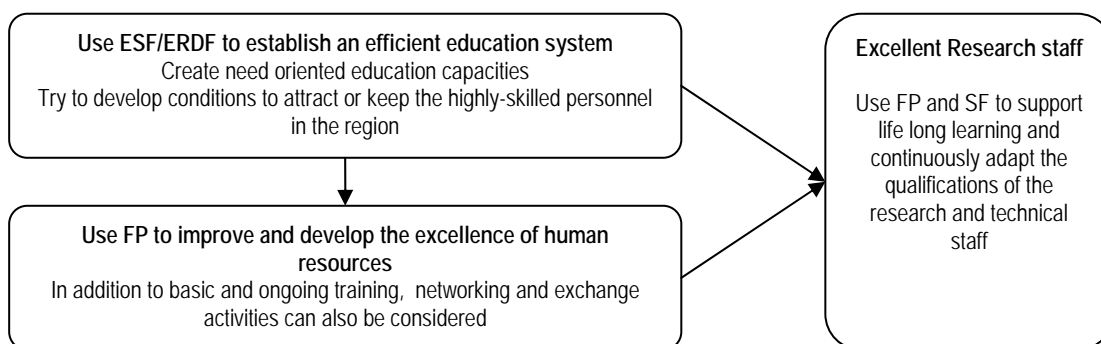 Use ESF/ERDF to establish an efficient education system
Create need oriented education capacities
Try to develop conditions to attract or keep the highly-skilled personnel
in the region
Use FP to improve and develop the excellence of human
resources
In addition to basic and ongoing training, networking and exchange
activities can also be considered
Excellent Research staff
Use FP and SF to support
life long learning and
continuously adapt the
qualifications of the
research and technical
staff